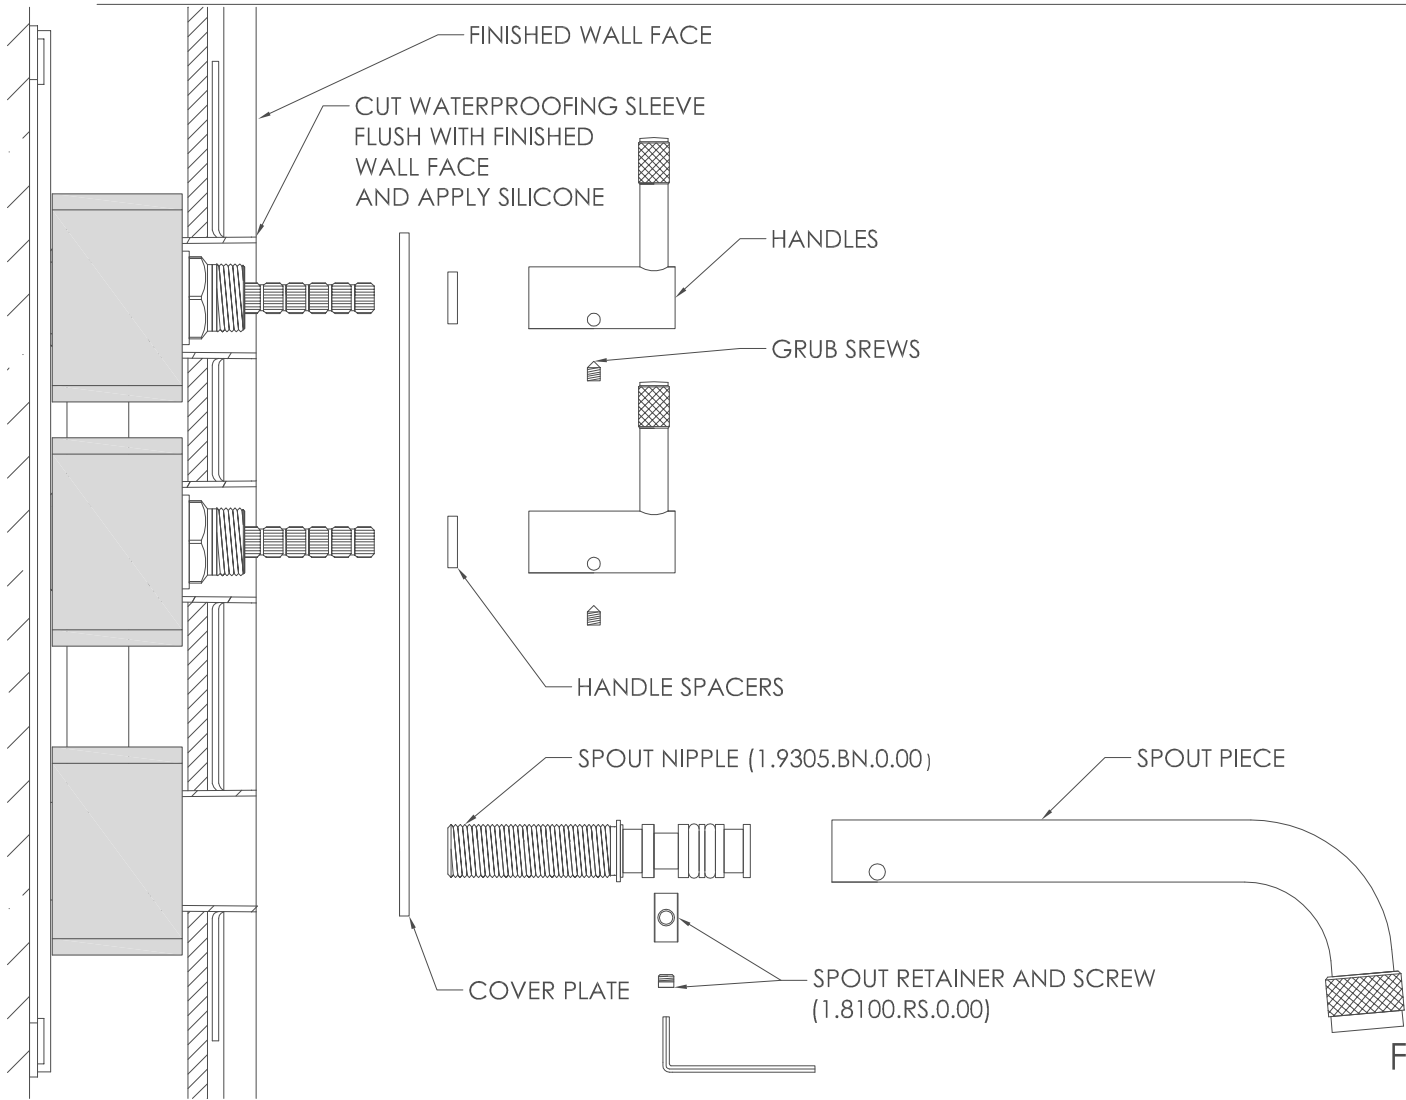 FINISHED WALL FACE
CUT WATERPROOFING SLEEVE
FLUSH WITH FINISHED
WALL FACE
AND APPLY SILICONE
HANDLES
GRUB SREWS
HANDLE SPACERS
SPOUT NIPPLE (1.9305.BN.0.00)
SPOUT PIECE
COVER PLATE
SPOUT RETAINER AND SCREW
(1.8100.RS.0.00)
F